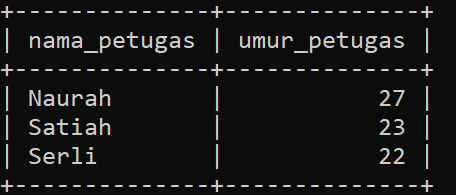 +--------------+--------------+
| nama_petugas | umur_petugas |
+--------------+--------------+
| Naurah       |           27 |
| Satiah       |           23 |
| Serli        |           22 |
+--------------+--------------+